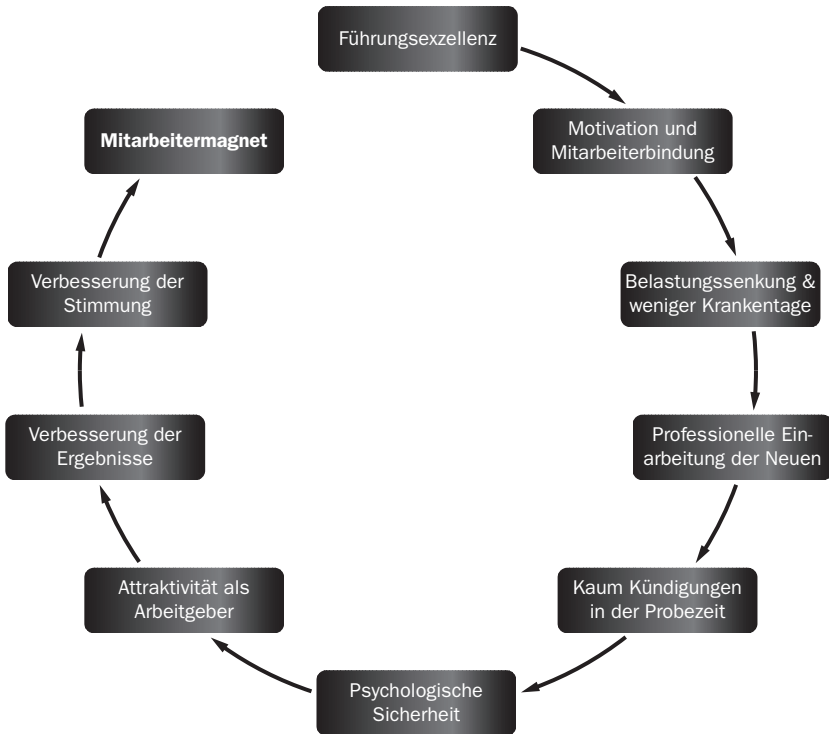 Führungsexzellenz
Motivation und
Mitarbeiterbindung
Belastungssenkung &
weniger Krankentage
Professionelle Ein-
arbeitung der Neuen
Kaum Kündigungen
in der Probezeit
Psychologische
Sicherheit
Attraktivität als
Arbeitgeber
Verbesserung der
Ergebnisse
Verbesserung der
Stimmung
Mitarbeitermagnet